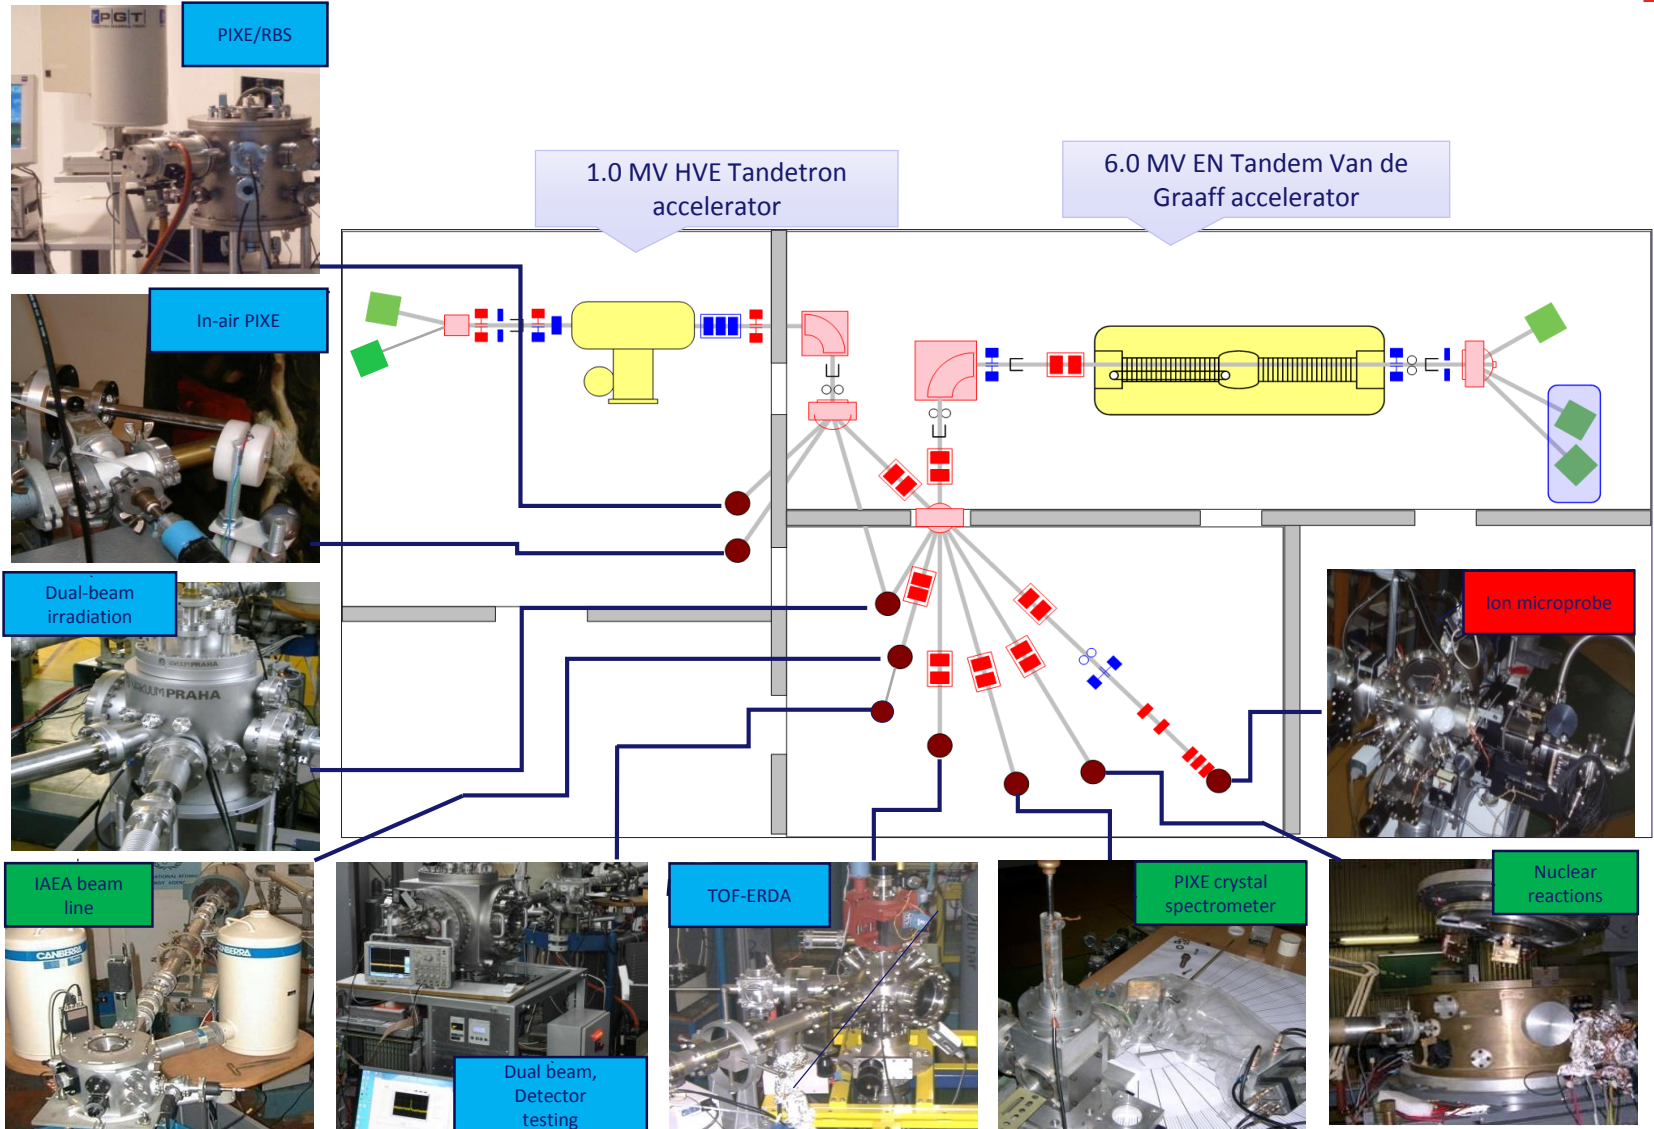 PGT
PIXE/RBS
1.0 MV HVE Tandetron
accelerator
6.0 MV EN Tandem Van de
Graaff accelerator
In-air PIXE
Dual-beam
irradiation
VAKUUM PRAHA
Ion microprobe
IAEA beam
line
CANBERRA
CANBERRA
Dual beam,
Detector
testing
TOF-ERDA
PIXE crystal
spectrometer
Nuclear
reactions